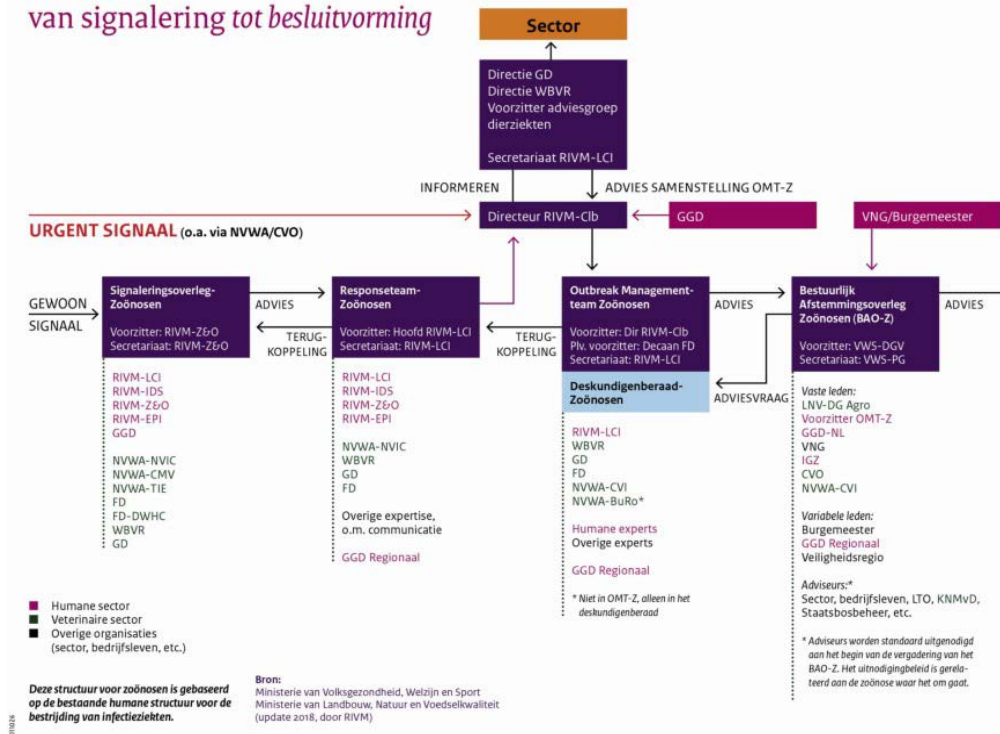 van signalering tot besluitvorming
Sector
Directie GD
Directie WBVR
Voorzitter adviesgroep
dierziekten
Secretariaat RIVM-LCI
INFORMEREN
ADVIES SAMENSTELLING OMT-Z
URGENT SIGNAAL (o.a. via NVWA/CVO)
Directeur RIVM-Clb
GGD
VNG/Burgemeester
GEWOON
SIGNAAL
Signaleringsoverleg-
Zoönosen
Voorzitter: RIVM-Z&O
Secretariaat: RIVM-Z&O
ADVIES
TERUG-
KOPPELING
Responseteam-
Zoönosen
Voorzitter: Hoofd RIVM-LCI
Secretariaat: RIVM-LCI
TERUG-
KOPPELING
Outbreak Management-
team Zoönosen
Voorzitter: Dir RIVM-Clb
Plv. voorzitter: Decaan FD
Secretariaat: RIVM-LCI
Deskundigenberaad-
Zoönosen
ADVIES
ADVIESVRAAG
Bestuurlijk
Afstemmingsoverleg
Zoönosen (BAO-Z)
Voorzitter: VWS-DGV
Secretariaat: VWS-PG
ADVIES
RIVM-LCI
RIVM-IDS
RIVM-Z&O
RIVM-EPI
GGD
NVWA-NVIC
NVWA-CMV
NVWA-TIE
FD
FD-DWHC
WBVR
GD
RIVM-LCI
RIVM-IDS
RIVM-Z&O
RIVM-EPI
NVWA-NVIC
WBVR
GD
FD
Overige expertise,
o.m. communicatie
GGD Regionaal
RIVM-LCI
WBVR
GD
FD
NVWA-CVI
NVWA-BuRo*
Humane experts
Overige experts
GGD Regionaal
* Niet in OMT-Z, alleen in het
deskundigenberaad
Vaste leden:
LNV-DG Agro
Voorzitter OMT-Z
GGD-NL
VNG
IGZ
CVO
NVWA-CVI
Variabele leden:
Burgemeester
GGD Regionaal
Veiligheidsregio
Adviseurs:*
Sector, bedrijfsleven, LTO, KNMvD,
Staatsbosbeheer, etc.
* Adviseurs worden standaard uitgenodigd
aan het begin van de vergadering van het
BAO-Z. Het uitnodigingbeleid is gerela-
teerd aan de zoönose waar het om gaat.
Humane sector
Veterinaire sector
Overige organisaties
(sector, bedrijfsleven, etc.)
Deze structuur voor zoönosen is gebaseerd
op de bestaande humane structuur voor de
bestrijding van infectieziekten.
Bron:
Ministerie van Volksgezondheid, Welzijn en Sport
Ministerie van Landbouw, Natuur en Voedselkwaliteit
(update 2018, door RIVM)